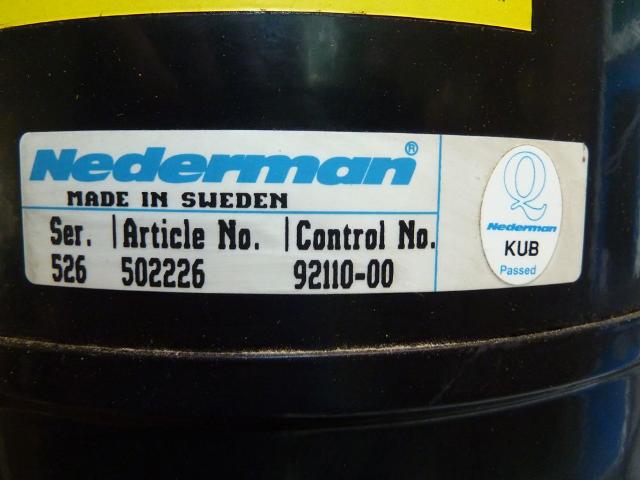 Nederman®
MADE IN SWEDEN
Ser. |Article No. |Control No.
526 502226 92110-00
Q
Nederman
KUB
Passed